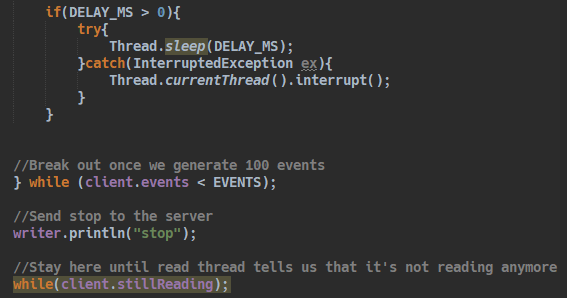 if(DELAY_MS > 0){
try{
Thread.sleep(DELAY_MS);
}catch(InterruptedException ex){
Thread.currentThread().interrupt();
}
}
//Break out once we generate 100 events
} while (client.events < EVENTS);
//Send stop to the server
writer.println("stop");
//Stay here until read thread tells us that it's not reading anymore
while(client.stillReading);